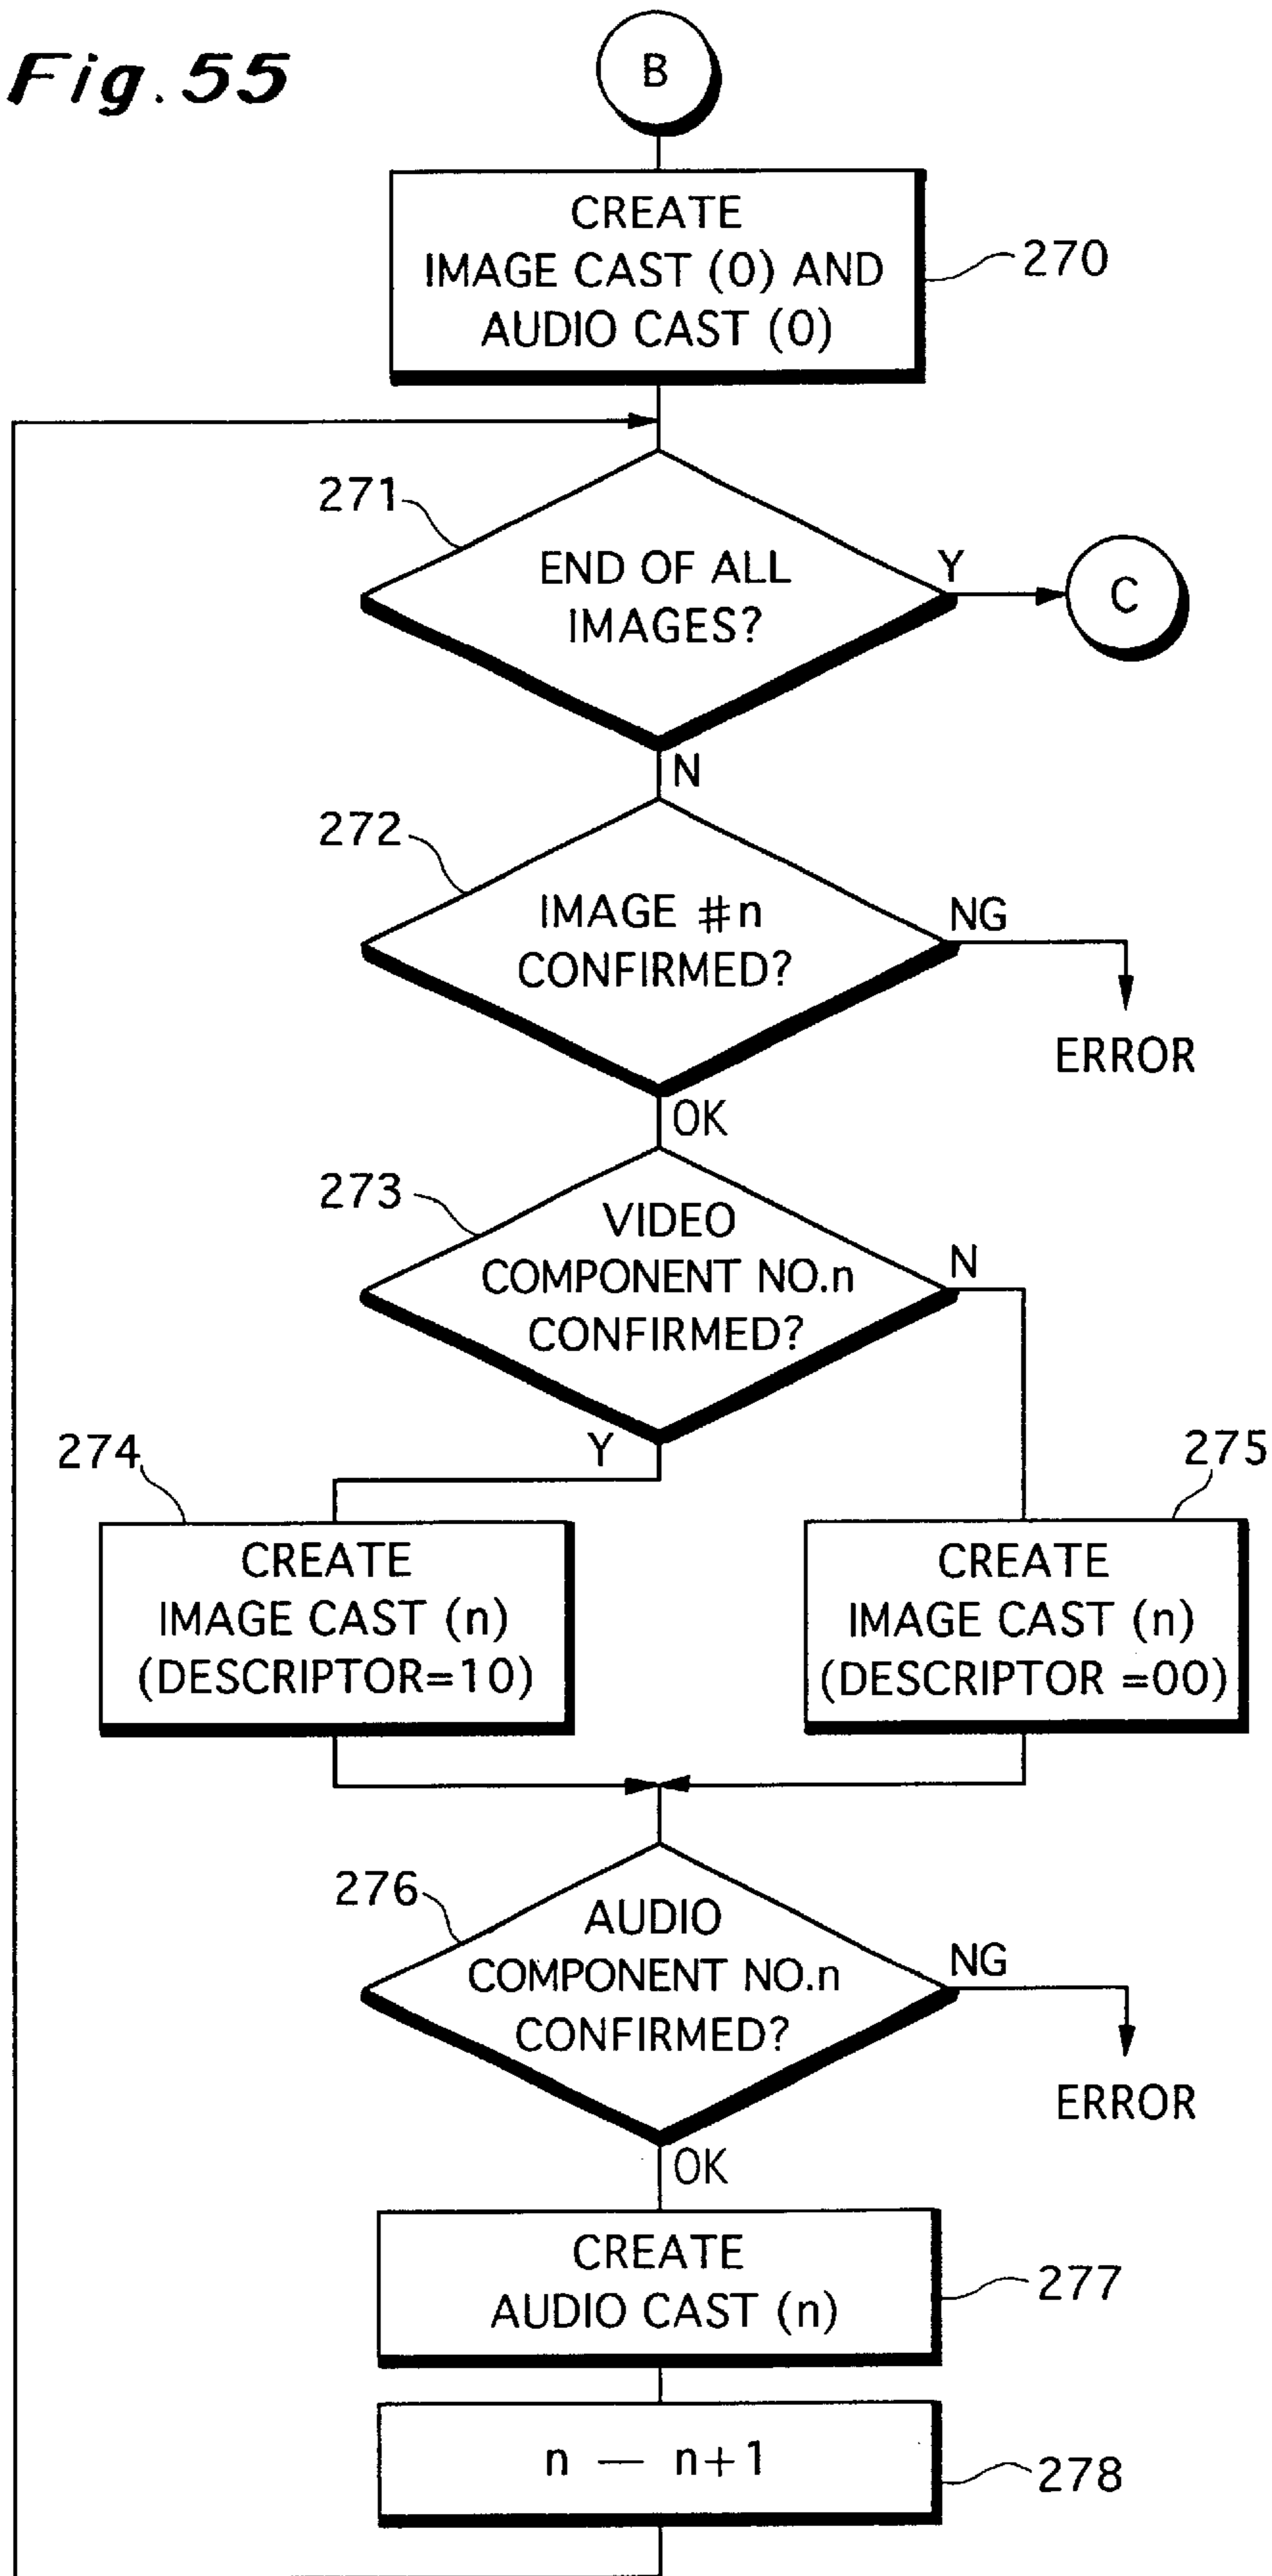 Fig. 55
B
CREATE
IMAGE CAST (0) AND
AUDIO CAST (0)
270
271
END OF ALL
IMAGES?
Y
C
N
272
IMAGE #n
CONFIRMED?
NG
ERROR
OK
273
VIDEO
COMPONENT NO.n
CONFIRMED?
N
Y
274
CREATE
IMAGE CAST (n)
(DESCRIPTOR=10)
275
CREATE
IMAGE CAST (n)
(DESCRIPTOR =00)
276
AUDIO
COMPONENT NO.n
CONFIRMED?
NG
ERROR
OK
CREATE
AUDIO CAST (n)
277
n — n+1
278